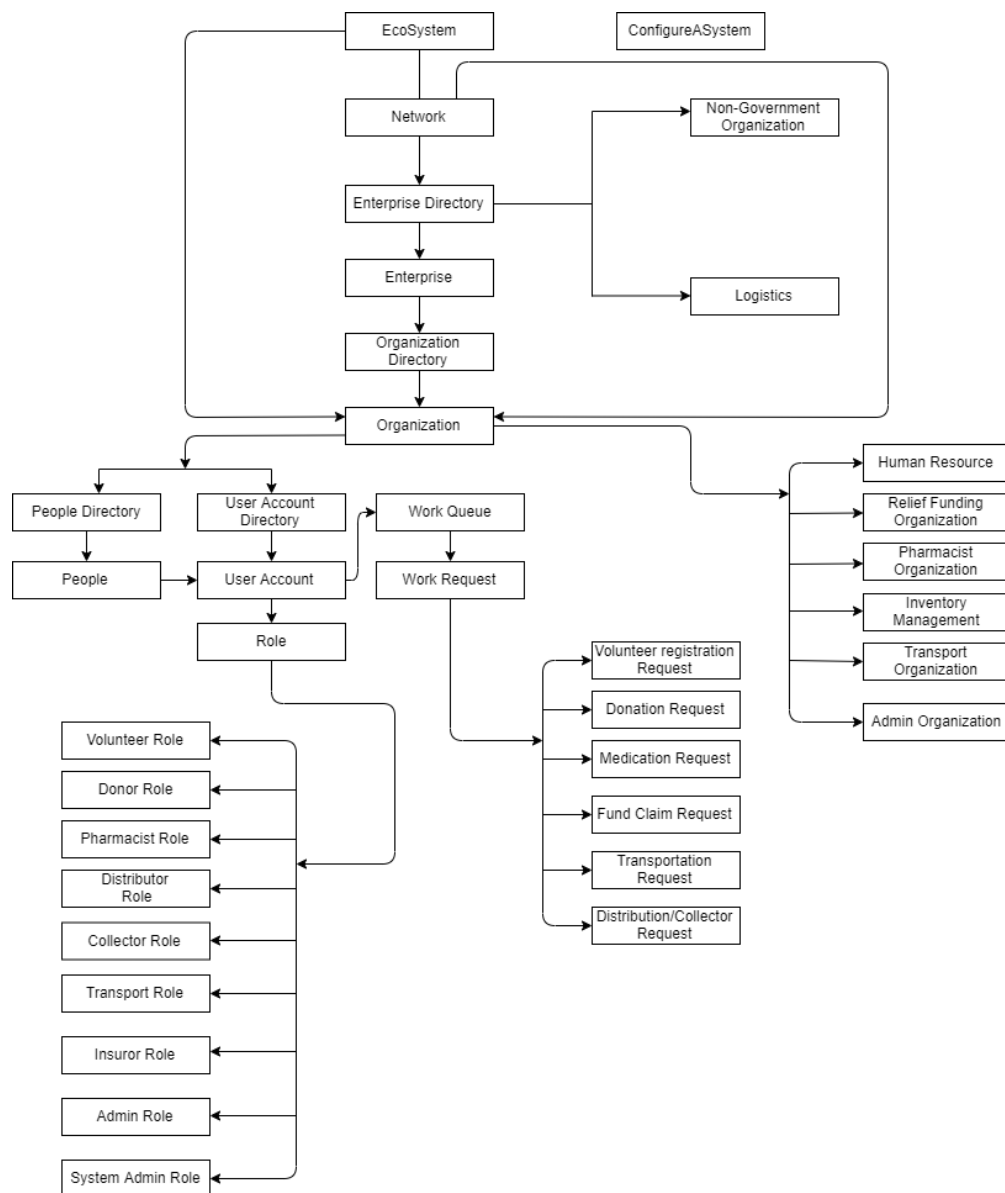 EcoSystem
ConfigureASystem
Network
Non-Government
Organization
Enterprise Directory
Enterprise
Logistics
Organization
Directory
Organization
Human Resource
People Directory
User Account
Directory
Work Queue
Relief Funding
Organization
People
User Account
Work Request
Pharmacist
Organization
Inventory
Management
Role
Volunteer registration
Request
Transport
Organization
Donation Request
Admin Organization
Volunteer Role
Medication Request
Donor Role
Fund Claim Request
Pharmacist Role
Transportation
Request
Distributor
Role
Distribution/Collector
Request
Collector Role
Transport Role
Insuror Role
Admin Role
System Admin Role